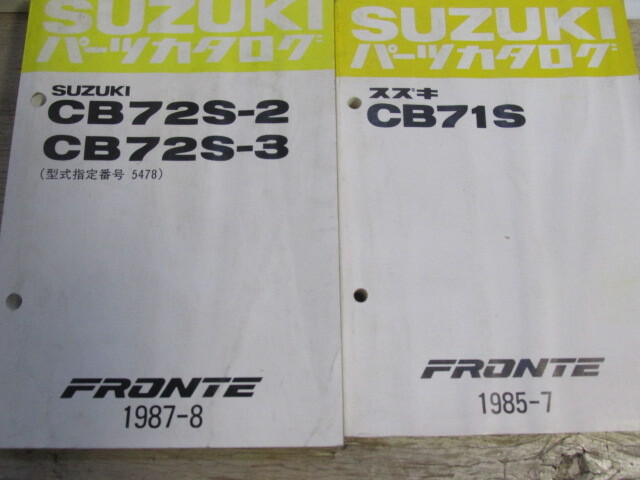 SUZUKI
パーツカタログ
SUZUKI
CB72S-2
CB72S-3
(型式指定番号 5478)
FRONTE
1987-8
SUZUKI
パーツカタログ
スズキ
CB71S
FRONTE
1985-7